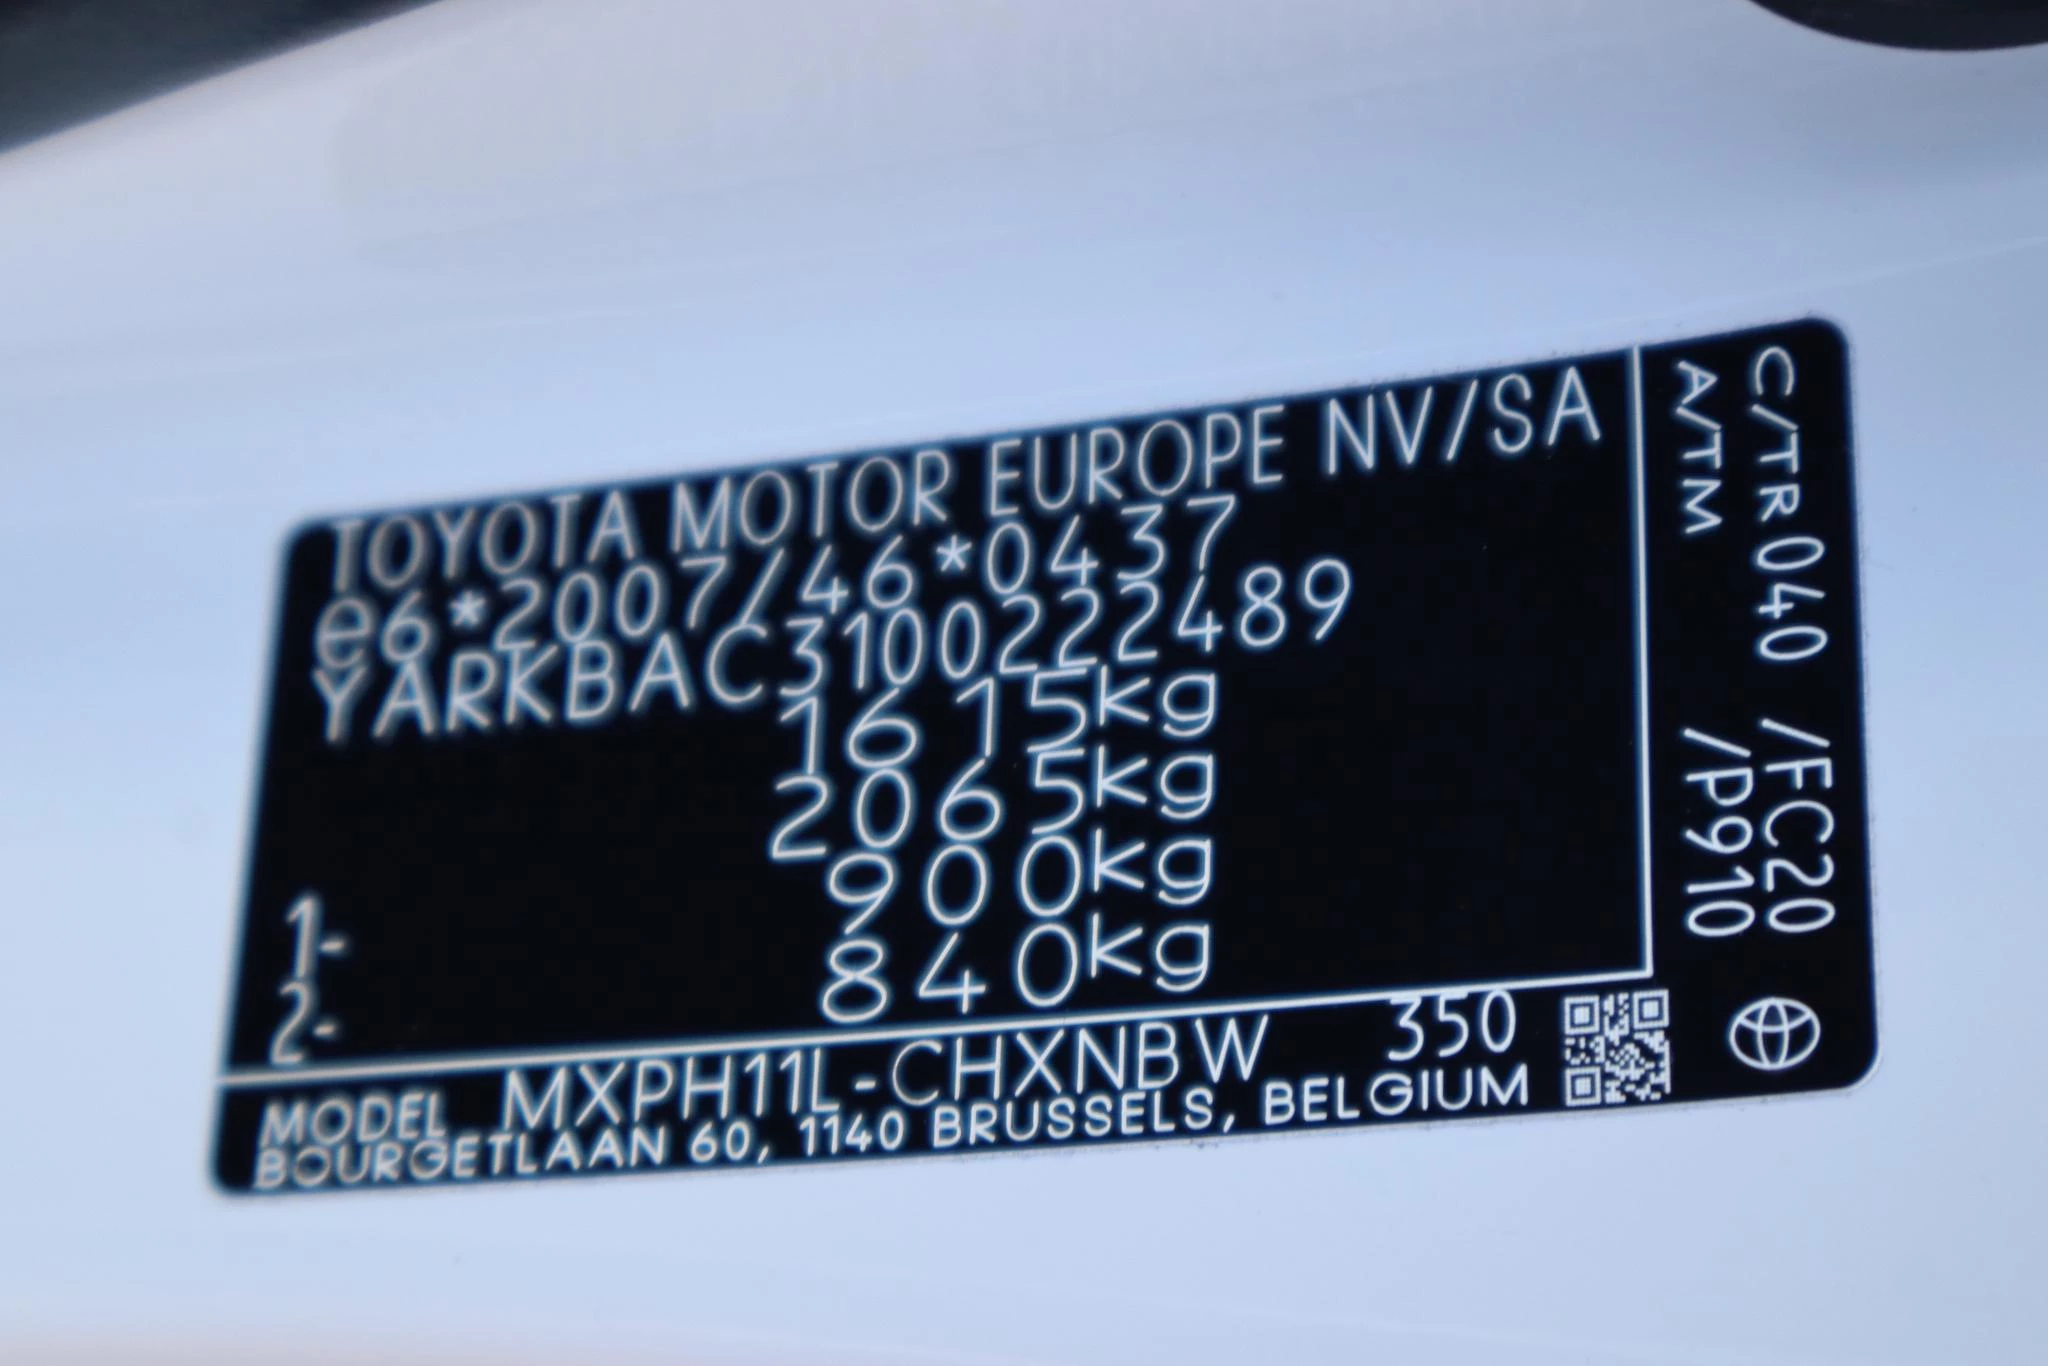 TOYOTA MOTOR EUROPE NV/SA
e6*2007/46*0437
YARKBAC3100222489
1615kg
2065kg
1- 900kg
2- 840kg
MODEL MXPH11L-CHXNBW 350
BOURGETLAAN 60, 1140 BRUSSELS, BELGIUM
C/TR 040 /FC20
A/TM /P910